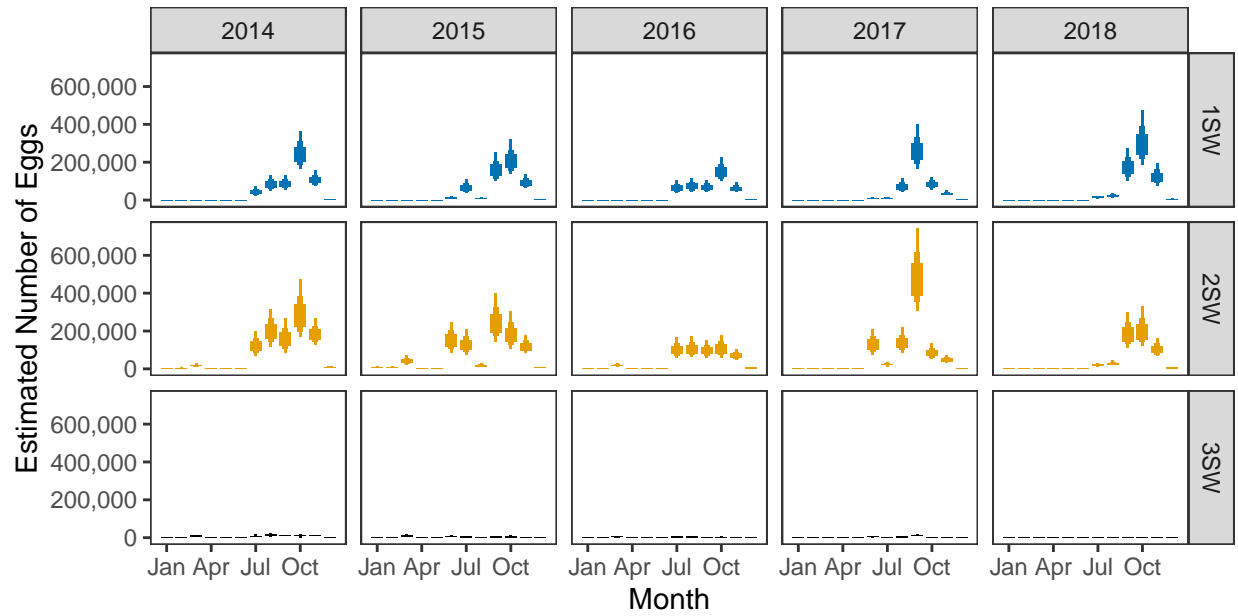 2014 2015 2016 2017 2018
Estimated Number of Eggs
600,000
400,000
200,000
0
1SW
600,000
400,000
200,000
0
2SW
600,000
400,000
200,000
0
3SW
Jan Apr Jul Oct Jan Apr Jul Oct Jan Apr Jul Oct Jan Apr Jul Oct Jan Apr Jul Oct
Month